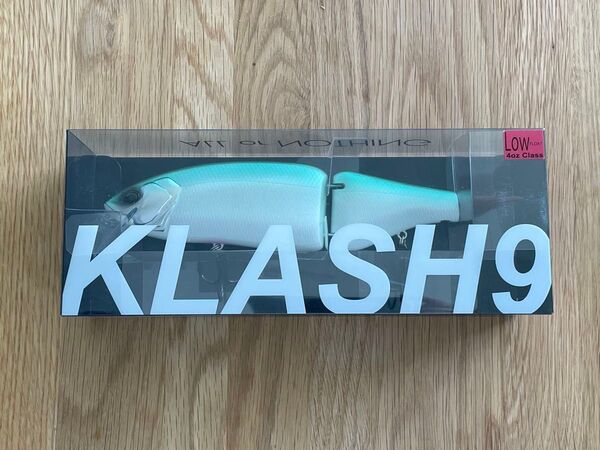 ALL or NOTHING
LOW FLOAT
4oz Class
KLASH9